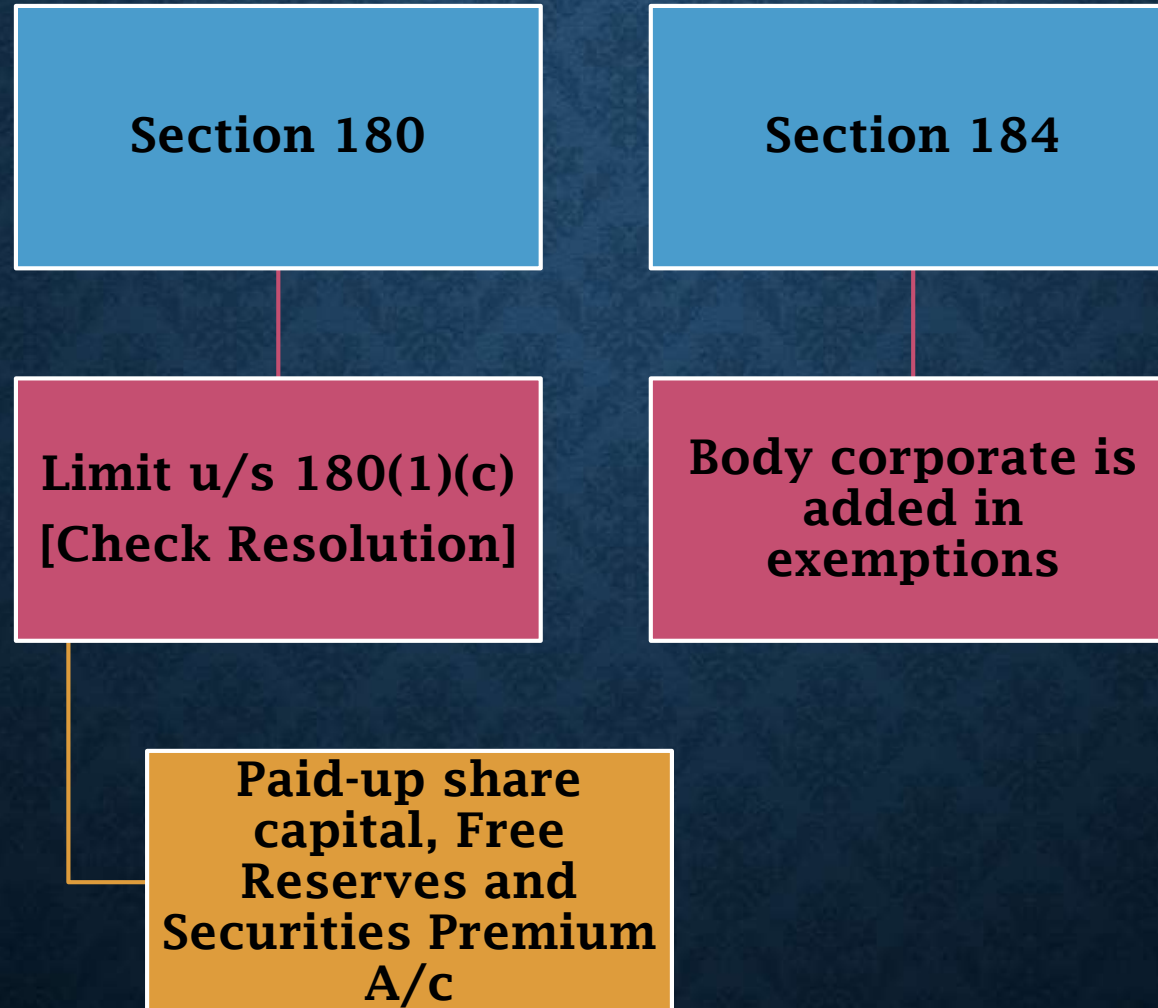 Section 180
Section 184
Limit u/s 180(1)(c)
[Check Resolution]
Body corporate is
added in
exemptions
Paid-up share
capital, Free
Reserves and
Securities Premium
A/c